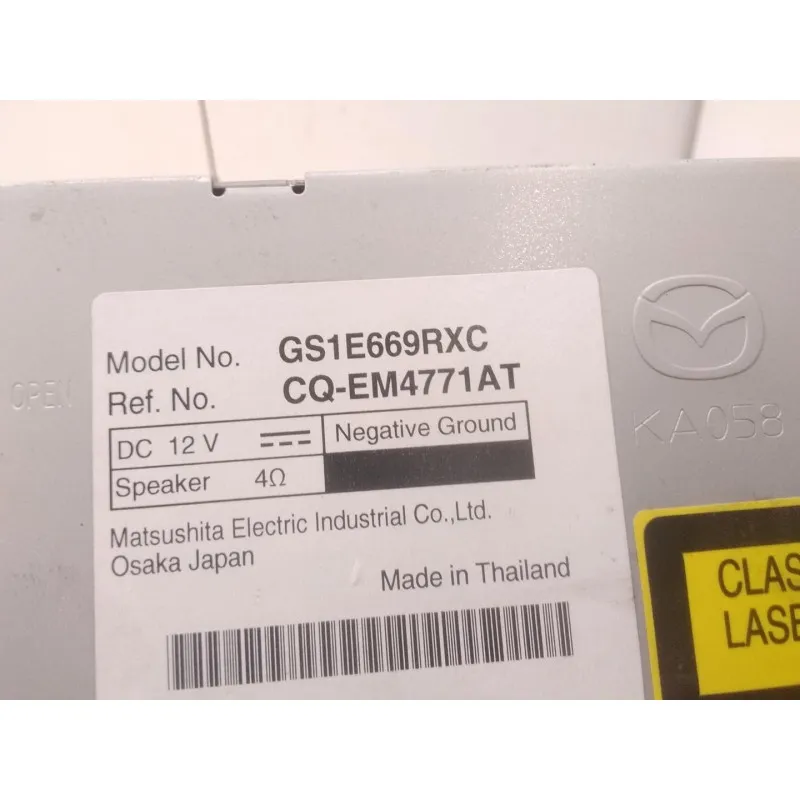 Model No. GS1E669RXC
Ref. No. CQ-EM4771AT
DC 12 V Negative Ground
Speaker 4Ω
Matsushita Electric Industrial Co.,Ltd.
Osaka Japan
Made in Thailand
OPEN
KA058
CLAS
LASE